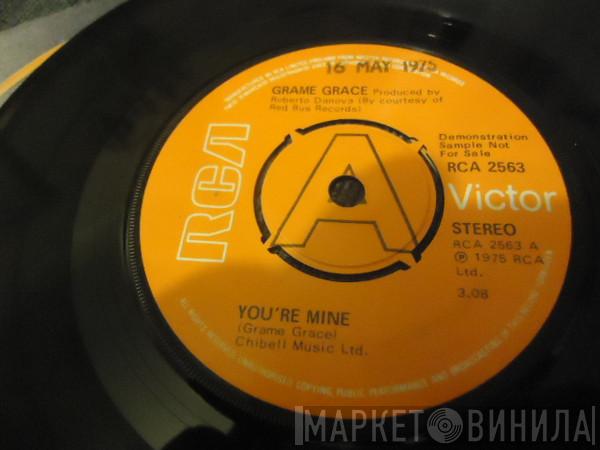 16 MAY 1975
GRAME GRACE Produced by
Roberto Danova (By courtesy of
Red Bus Records)
Demonstration
Sample Not
For Sale
RCA 2563
RCA
A
Victor
STEREO
RCA 2563 A
Ⓟ 1975 RCA
Ltd.
3.08
YOU'RE MINE
(Grame Grace)
Chibell Music Ltd.
МАРКЕТ ВИНИЛА